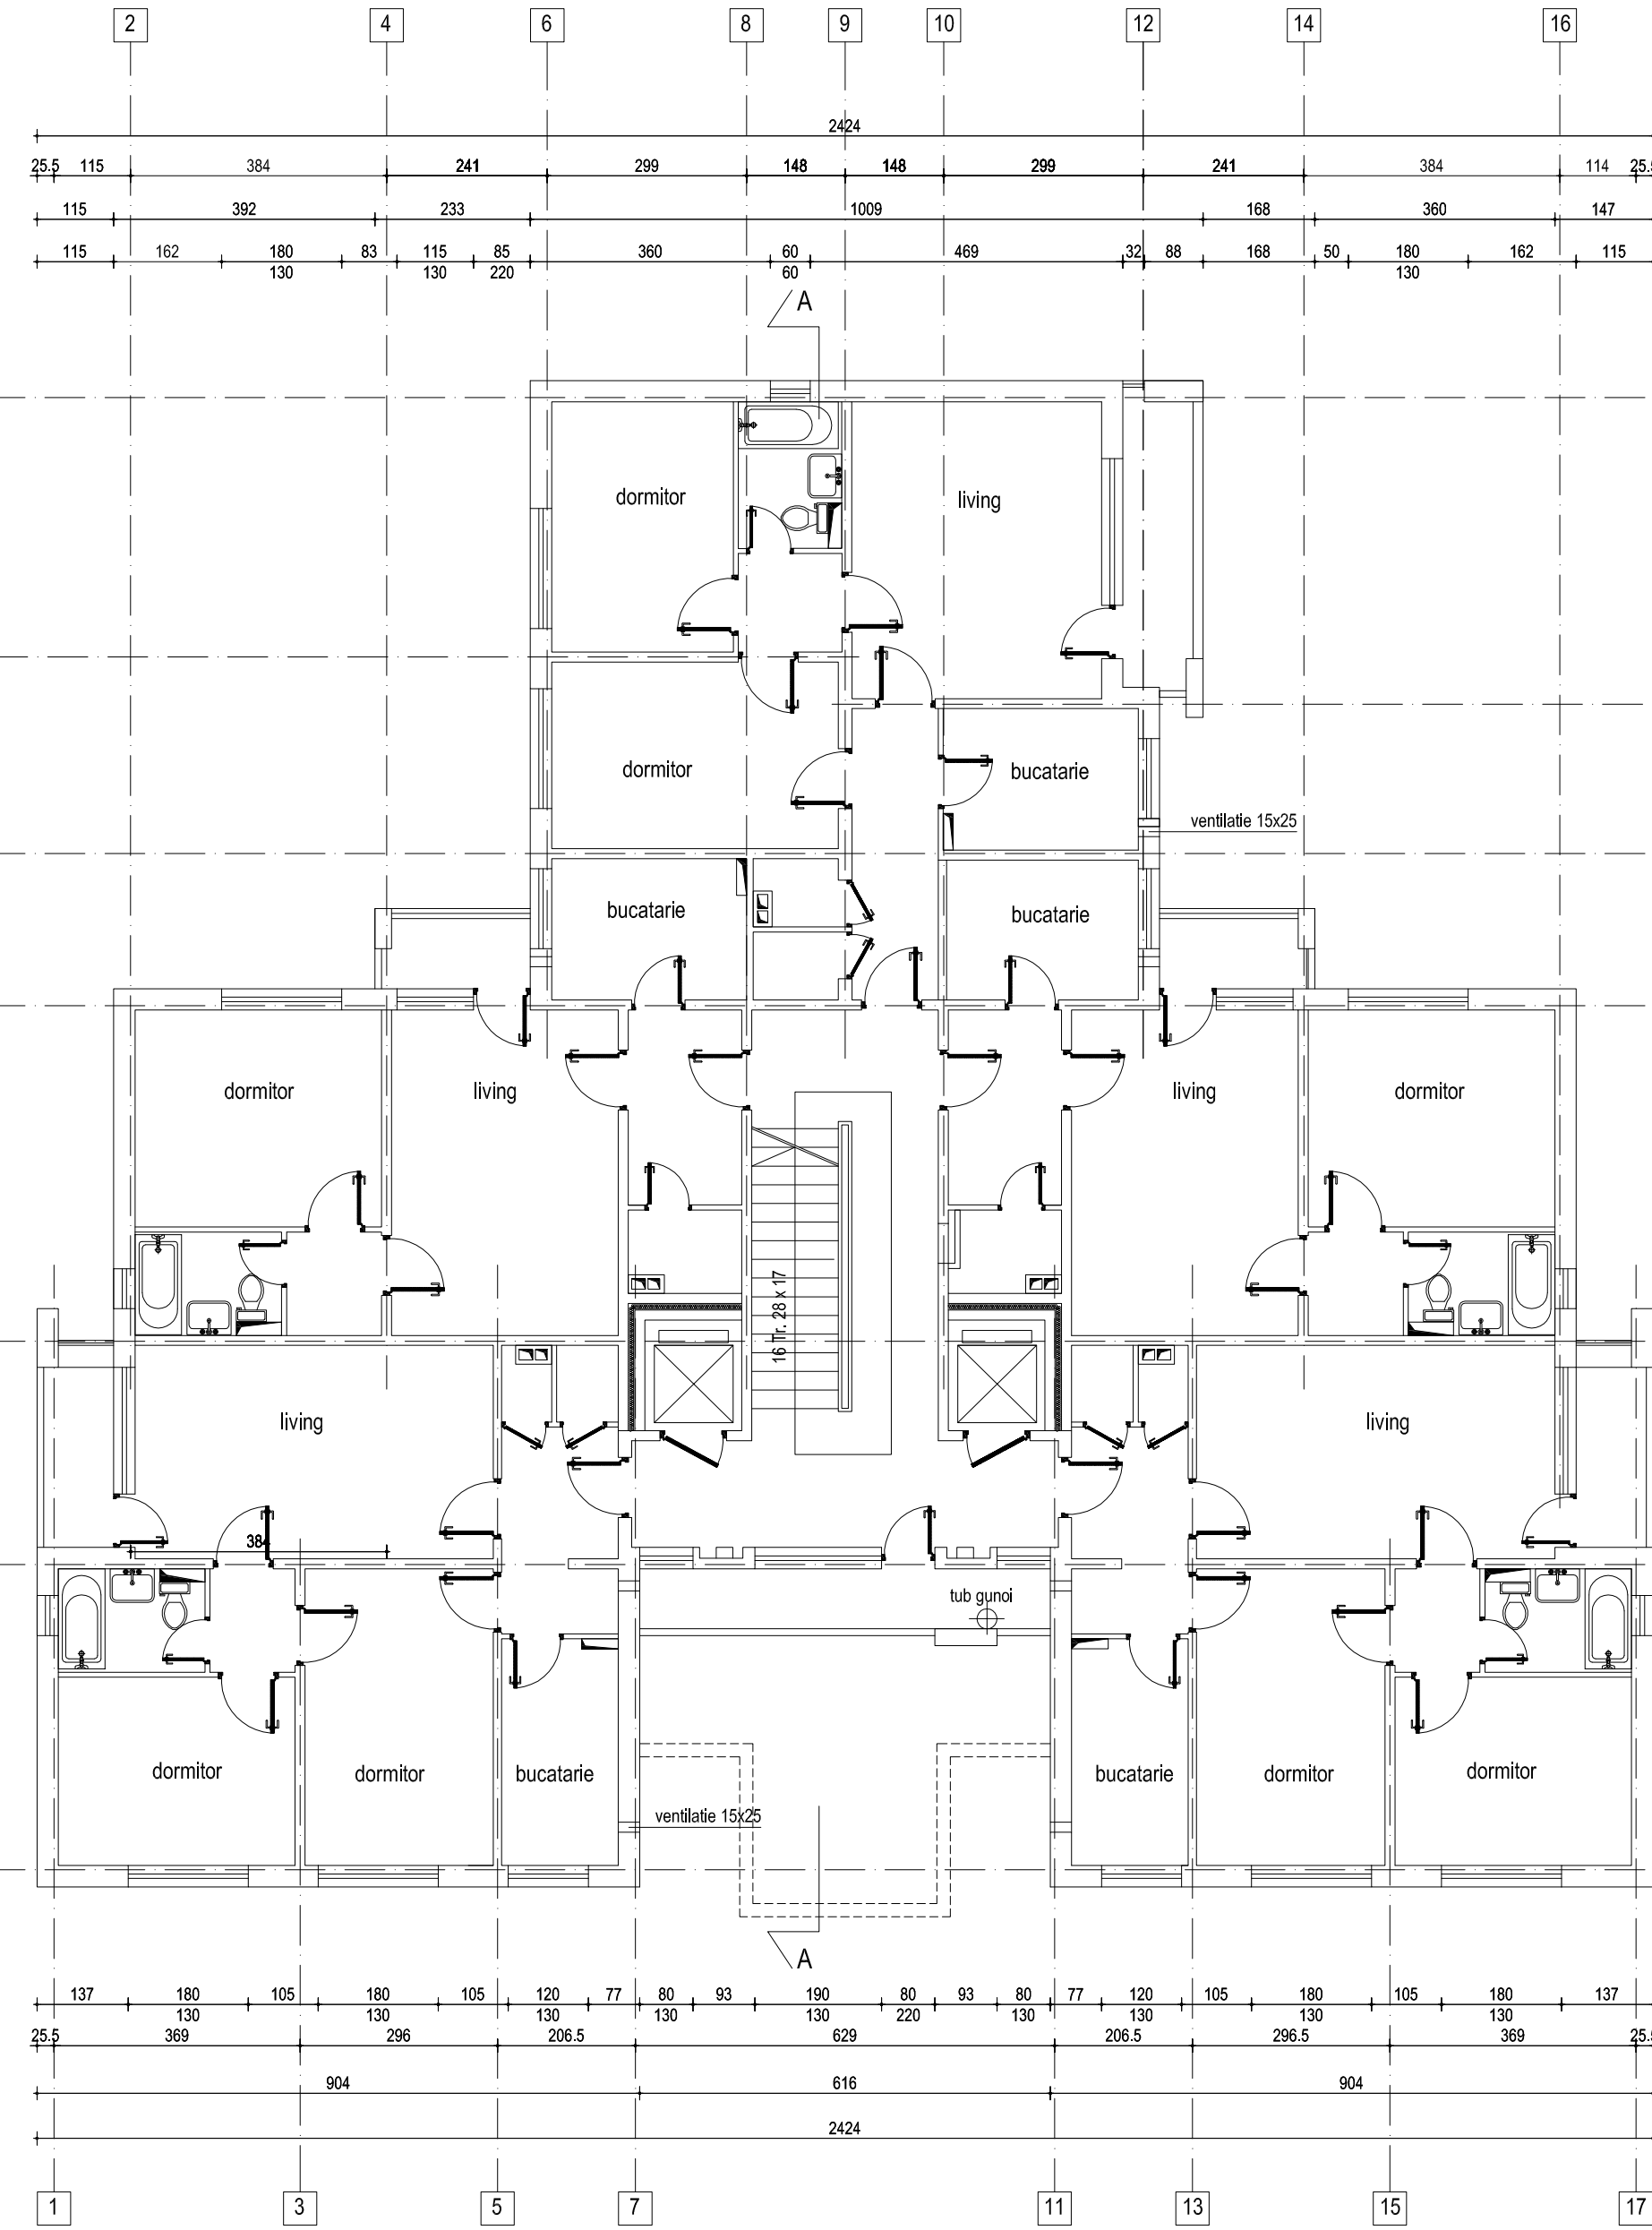 2 4 6 8 9 10 12 14 16
2424
25.5 115 384 241 299 148 148 299 241 384 114
115 392 233 1009 168 360 147
115 162 180 83 115 85 360 60 469 32 88 168 50 180 162 115
130 130 220 60 130
A
dormitor living
dormitor bucatarie
ventilatie 15x25
bucatarie bucatarie
dormitor living living dormitor
16 Tr. 28 x 17
living living
384
tub gunoi
dormitor dormitor bucatarie bucatarie dormitor dormitor
ventilatie 15x25
A
137 180 105 180 105 120 77 80 93 190 80 93 80 77 120 105 180 105 180 137
130 130 130 130 130 220 130 130 130 130
25.5 369 296 206.5 629 206.5 296.5 369
904 616 904
2424
1 3 5 7 11 13 15 17